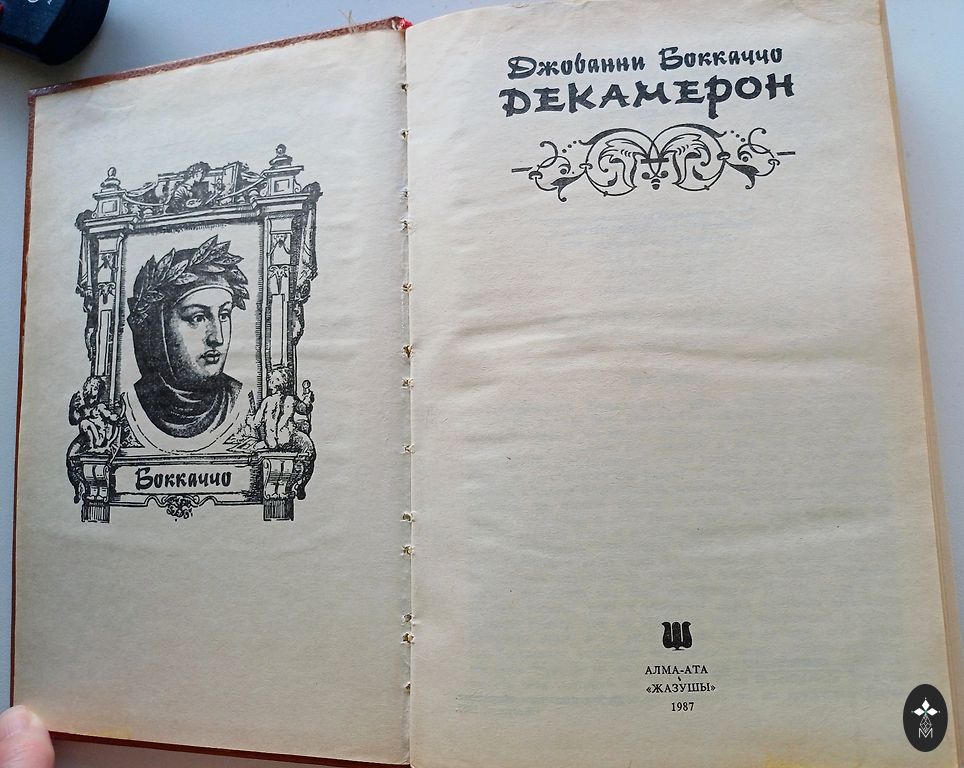 Боккаччо
Джованни Боккаччо
ДЕКАМЕРОН
АЛМА-АТА
«ЖАЗУШЫ»
1987